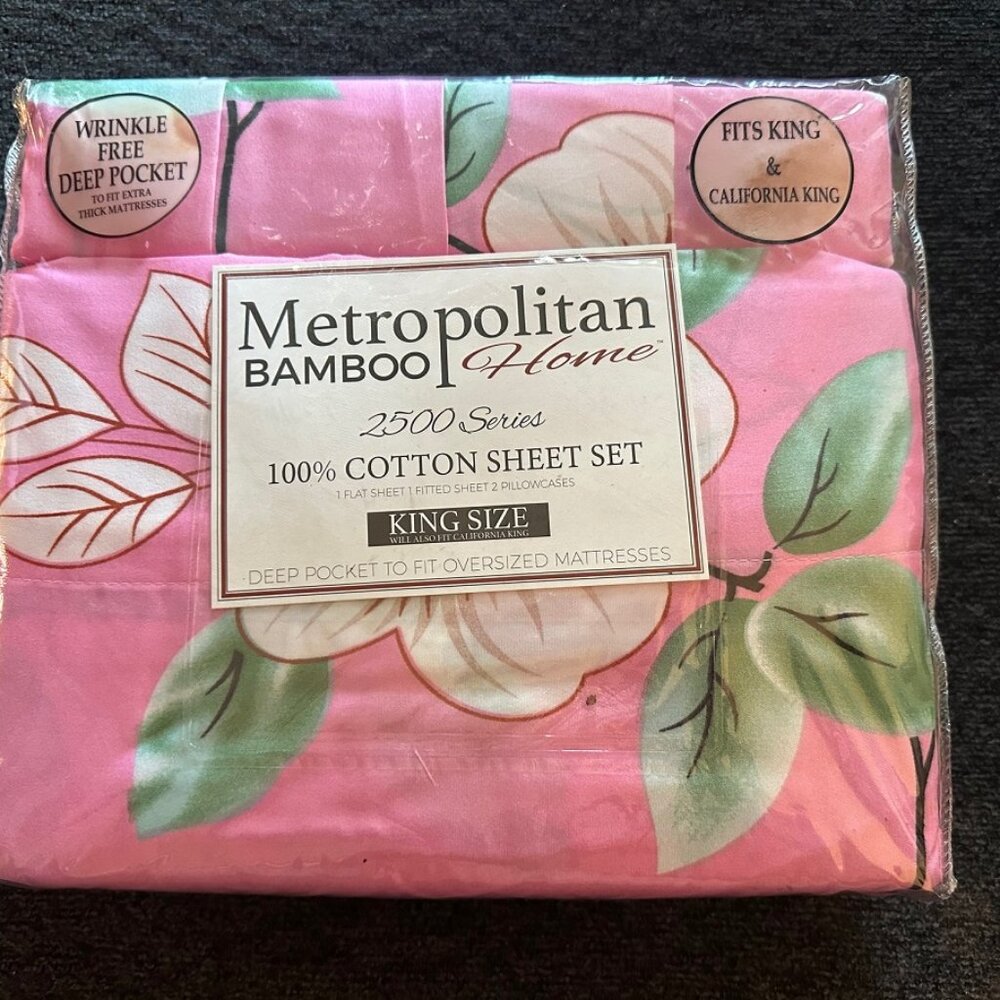 WRINKLE
FREE
DEEP POCKET
TO FIT EXTRA
THICK MATTRESSES
FITS KING
&
CALIFORNIA KING
Metropolitan
BAMBOO Home™
2500 Series
100% COTTON SHEET SET
1 FLAT SHEET 1 FITTED SHEET 2 PILLOWCASES
KING SIZE
WILL ALSO FIT CALIFORNIA KING
DEEP POCKET TO FIT OVERSIZED MATTRESSES